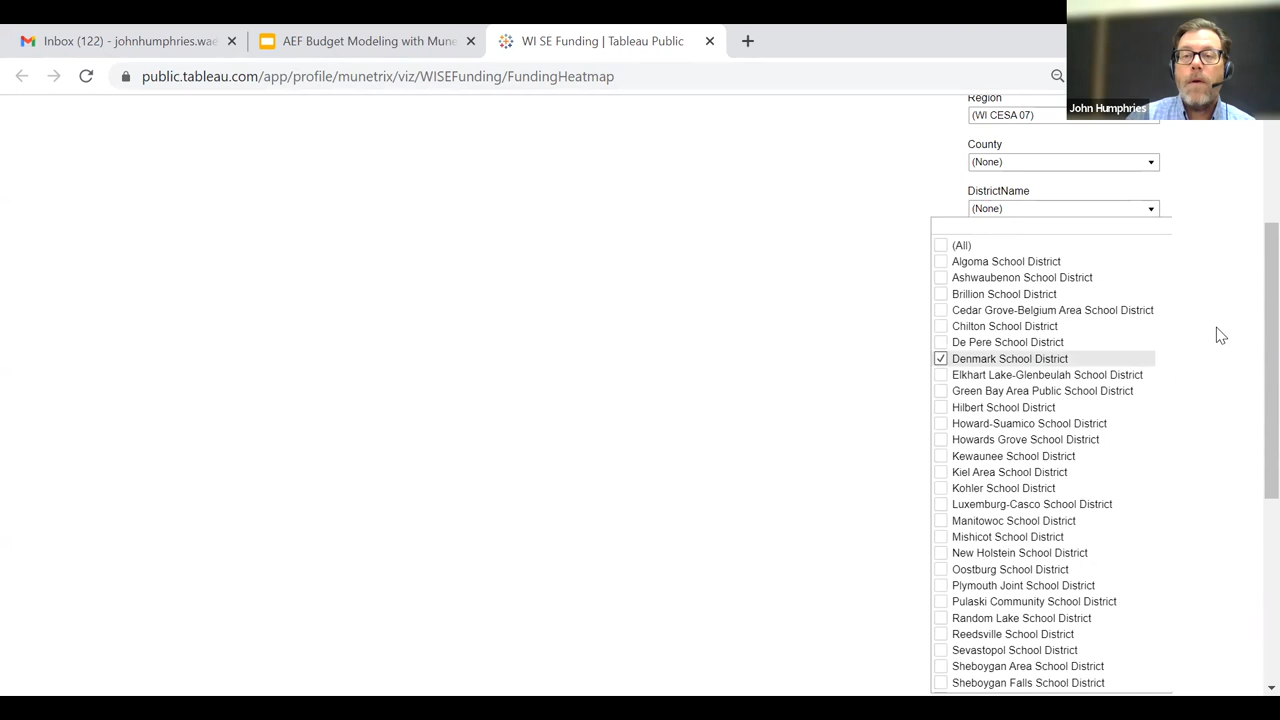 Inbox (122) - johnhumphries.wae
AEF Budget Modeling with Mune
WI SE Funding | Tableau Public
public.tableau.com/app/profile/munetrix/viz/WISEFunding/FundingHeatmap
John Humphries
Region
(WI CESA 07)
County
(None)
DistrictName
(None)
(All)
Algoma School District
Ashwaubenon School District
Brillion School District
Cedar Grove-Belgium Area School District
Chilton School District
De Pere School District
Denmark School District
Elkhart Lake-Glenbeulah School District
Green Bay Area Public School District
Hilbert School District
Howard-Suamico School District
Howards Grove School District
Kewaunee School District
Kiel Area School District
Kohler School District
Luxemburg-Casco School District
Manitowoc School District
Mishicot School District
New Holstein School District
Oostburg School District
Plymouth Joint School District
Pulaski Community School District
Random Lake School District
Reedsville School District
Sevastopol School District
Sheboygan Area School District
Sheboygan Falls School District